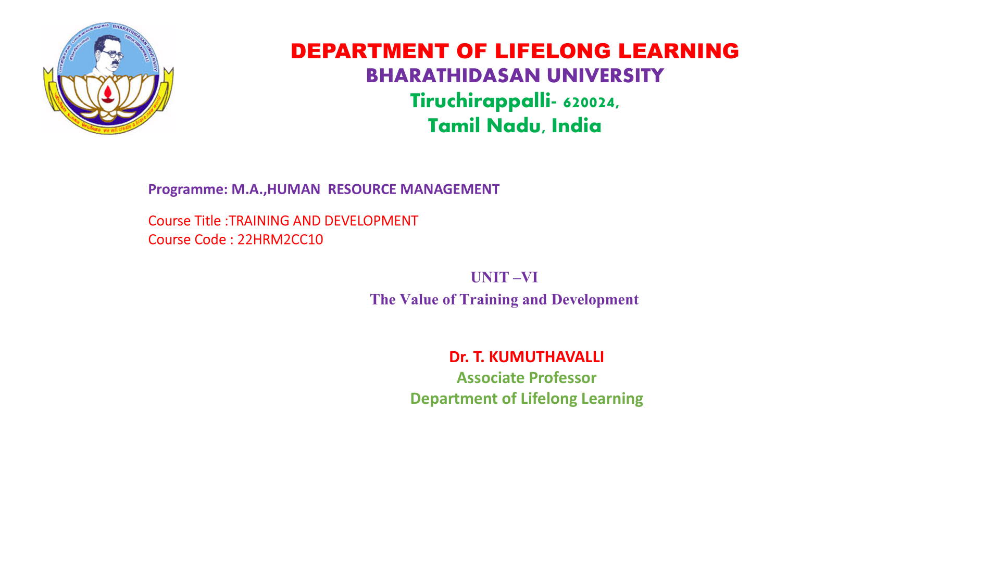 பாரதிதாசன் பல்கலைக்கழகம் BHARATHIDASAN UNIVERSITY
திருச்சிராப்பள்ளி TIRUCHIRAPPALLI
புதியதோர் உலகம் செய்வோம் we will create a brave new world
DEPARTMENT OF LIFELONG LEARNING
BHARATHIDASAN UNIVERSITY
Tiruchirappalli- 620024,
Tamil Nadu, India
Programme: M.A.,HUMAN  RESOURCE MANAGEMENT
Course Title :TRAINING AND DEVELOPMENT
Course Code : 22HRM2CC10
UNIT –VI
The Value of Training and Development
Dr. T. KUMUTHAVALLI
Associate Professor
Department of Lifelong Learning